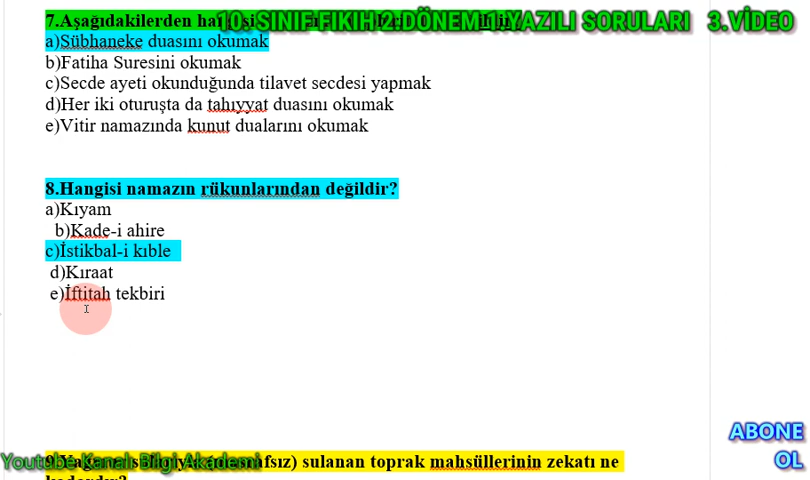 10. SINIF FIKIH 2. DÖNEM 1.YAZILI SORULARI 3.VİDEO
7.Aşağıdakilerden
a)Sübhaneke duasını okumak
b)Fatiha Suresini okumak
c)Secde ayeti okunduğunda tilavet secdesi yapmak
d)Her iki oturuşta da tahıyyat duasını okumak
e)Vitir namazında kunut dualarını okumak
8.Hangisi namazın rükunlarından değildir?
a)Kıyam
b)Kade-i ahire
c)İstikbal-i kıble
d)Kıraat
e)İftitah tekbiri
ABONE
OL
Youtube Kanalı Bilgi Akademi
sulanan toprak mahsüllerinin zekatı ne